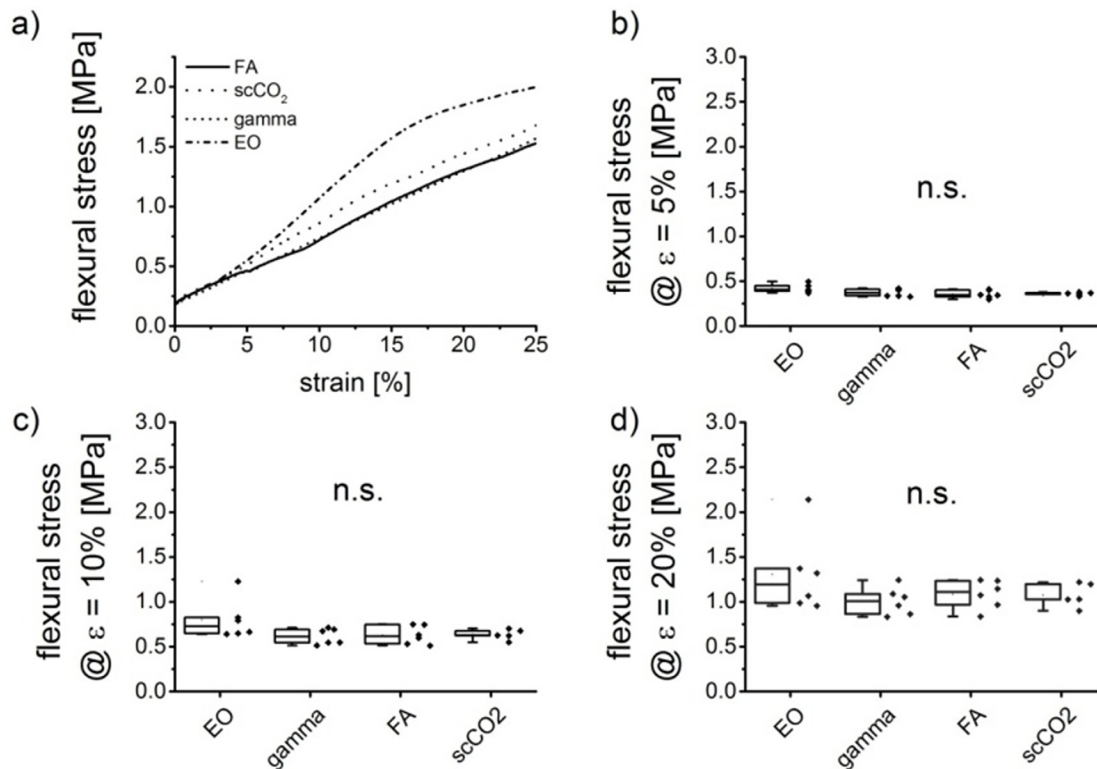 a)
flexural stress [MPa]
2.0
1.5
1.0
0.5
0.0
FA
scCO₂
gamma
EO
0 5 10 15 20 25
strain [%]
b)
flexural stress
@ ε = 5% [MPa]
3.0
2.5
2.0
1.5
1.0
0.5
0.0
n.s.
EO gamma FA scCO2
c)
flexural stress
@ ε = 10% [MPa]
3.0
2.5
2.0
1.5
1.0
0.5
0.0
n.s.
EO gamma FA scCO2
d)
flexural stress
@ ε = 20% [MPa]
3.0
2.5
2.0
1.5
1.0
0.5
0.0
n.s.
EO gamma FA scCO2